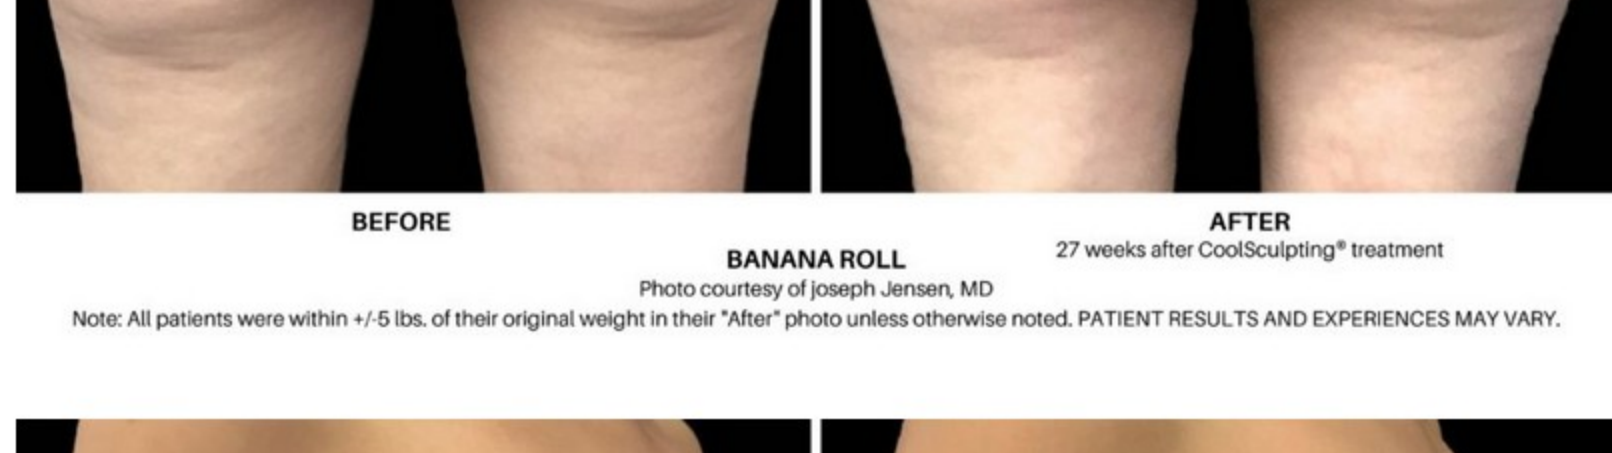 BEFORE
AFTER
27 weeks after CoolSculpting® treatment
BANANA ROLL
Photo courtesy of joseph Jensen, MD
Note: All patients were within +/-5 lbs. of their original weight in their "After" photo unless otherwise noted. PATIENT RESULTS AND EXPERIENCES MAY VARY.